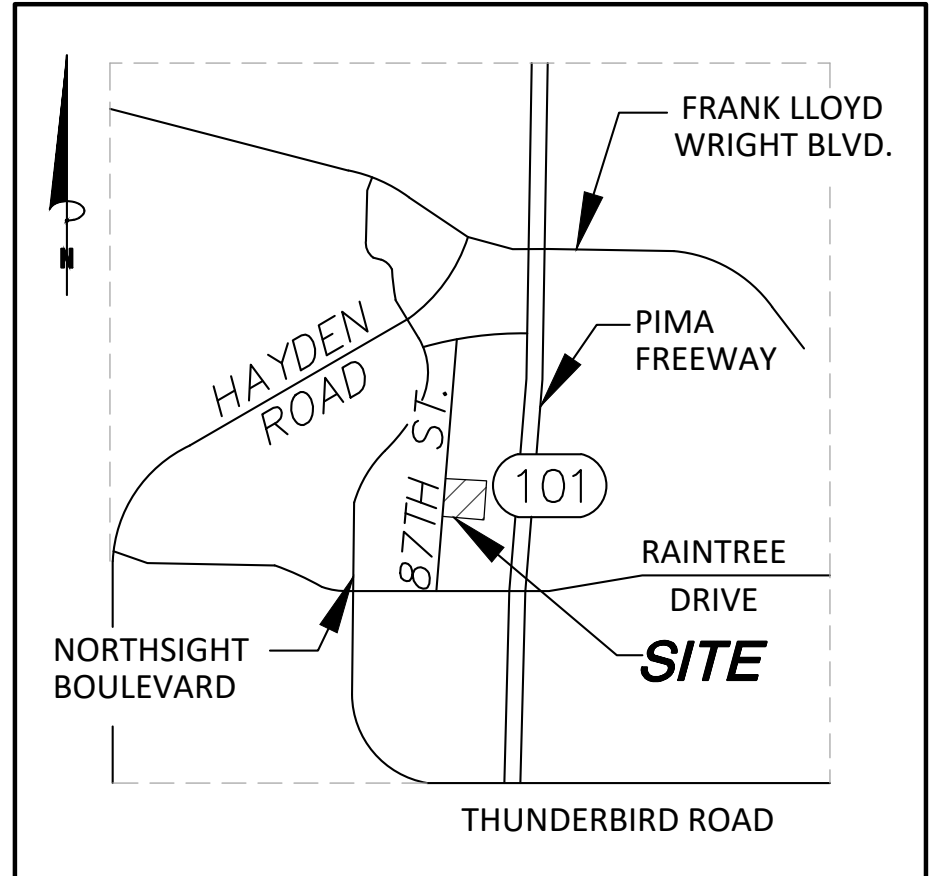 FRANK LLOYD
WRIGHT BLVD.
N
PIMA
FREEWAY
HAYDEN
ROAD
87TH ST.
101
RAINTREE
DRIVE
NORTHSIGHT
BOULEVARD
SITE
THUNDERBIRD ROAD